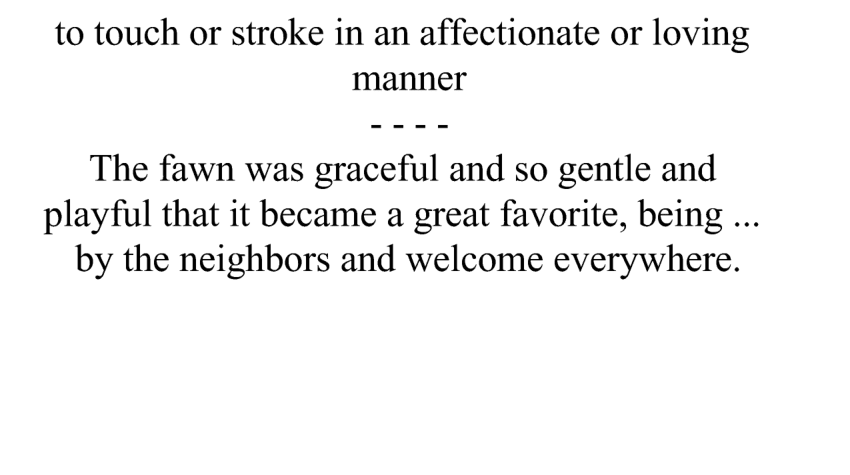 to touch or stroke in an affectionate or loving
manner
- - - -
The fawn was graceful and so gentle and
playful that it became a great favorite, being ...
by the neighbors and welcome everywhere.